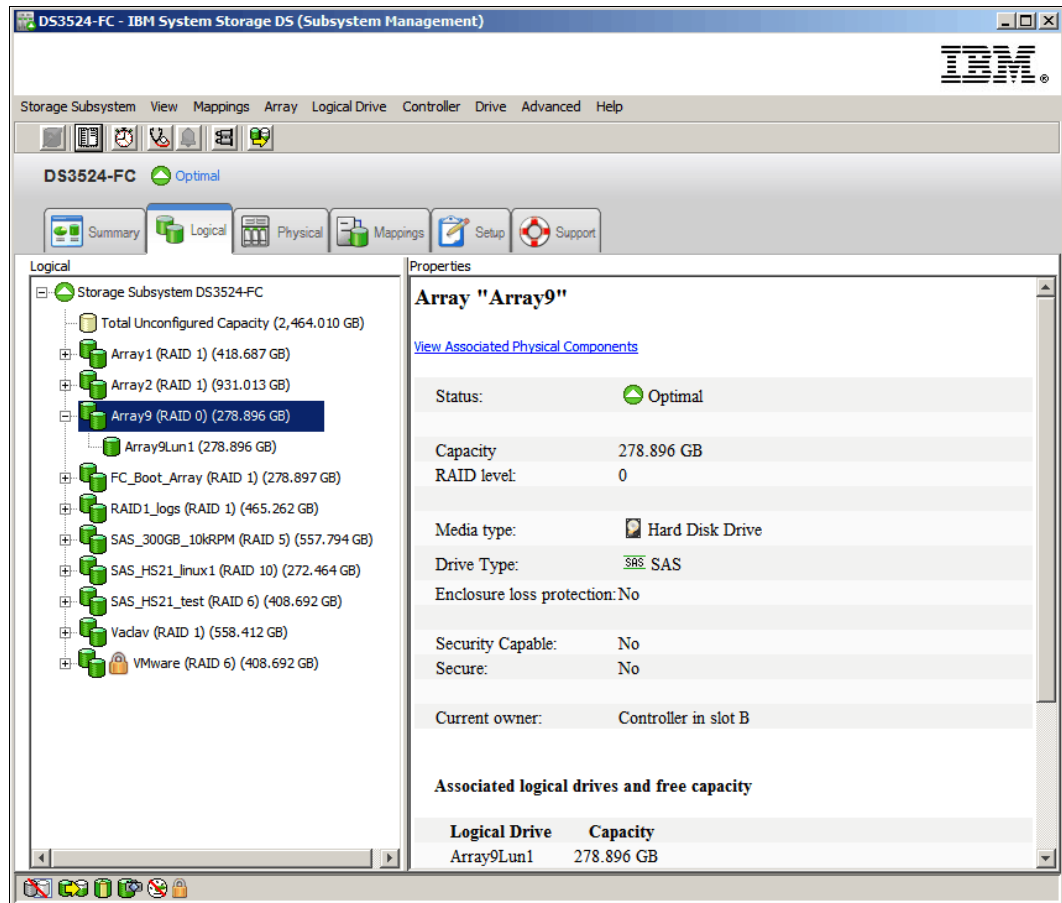 DS3524-FC - IBM System Storage DS (Subsystem Management)
IBM®
Storage Subsystem View Mappings Array Logical Drive Controller Drive Advanced Help
DS3524-FC Optimal
Summary Logical Physical Mappings Setup Support
Logical
Storage Subsystem DS3524-FC
Total Unconfigured Capacity (2,464.010 GB)
Array1 (RAID 1) (418.687 GB)
Array2 (RAID 1) (931.013 GB)
Array9 (RAID 0) (278.896 GB)
Array9Lun1 (278.896 GB)
FC_Boot_Array (RAID 1) (278.897 GB)
RAID1_logs (RAID 1) (465.262 GB)
SAS_300GB_10kRPM (RAID 5) (557.794 GB)
SAS_HS21_linux1 (RAID 10) (272.464 GB)
SAS_HS21_test (RAID 6) (408.692 GB)
Vaclav (RAID 1) (558.412 GB)
VMware (RAID 6) (408.692 GB)
Properties
Array "Array9"
View Associated Physical Components
Status: Optimal
Capacity 278.896 GB
RAID level: 0
Media type: Hard Disk Drive
Drive Type: SAS SAS
Enclosure loss protection: No
Security Capable: No
Secure: No
Current owner: Controller in slot B
Associated logical drives and free capacity
Logical Drive Capacity
Array9Lun1 278.896 GB